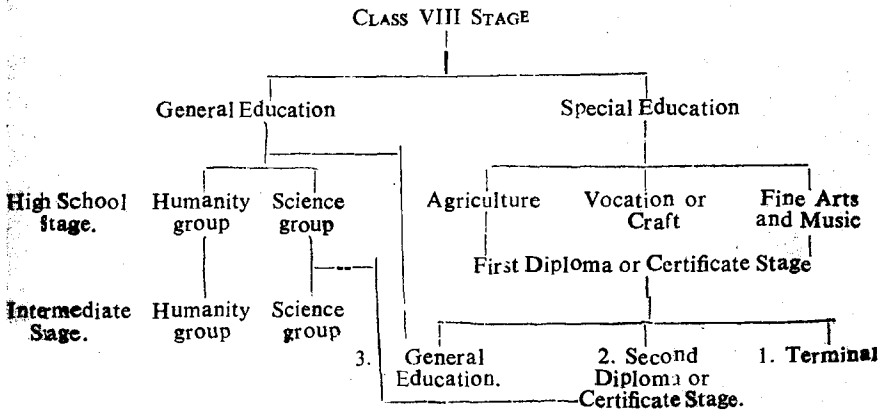 CLASS VIII STAGE
General Education Special Education
High School Humanity Science Agriculture Vocation or Fine Arts
Stage. group group Craft and Music
First Diploma or Certificate Stage
Intermediate Humanity Science
Stage. group group
3. General 2. Second 1. Terminal
Education. Diploma or
Certificate Stage.